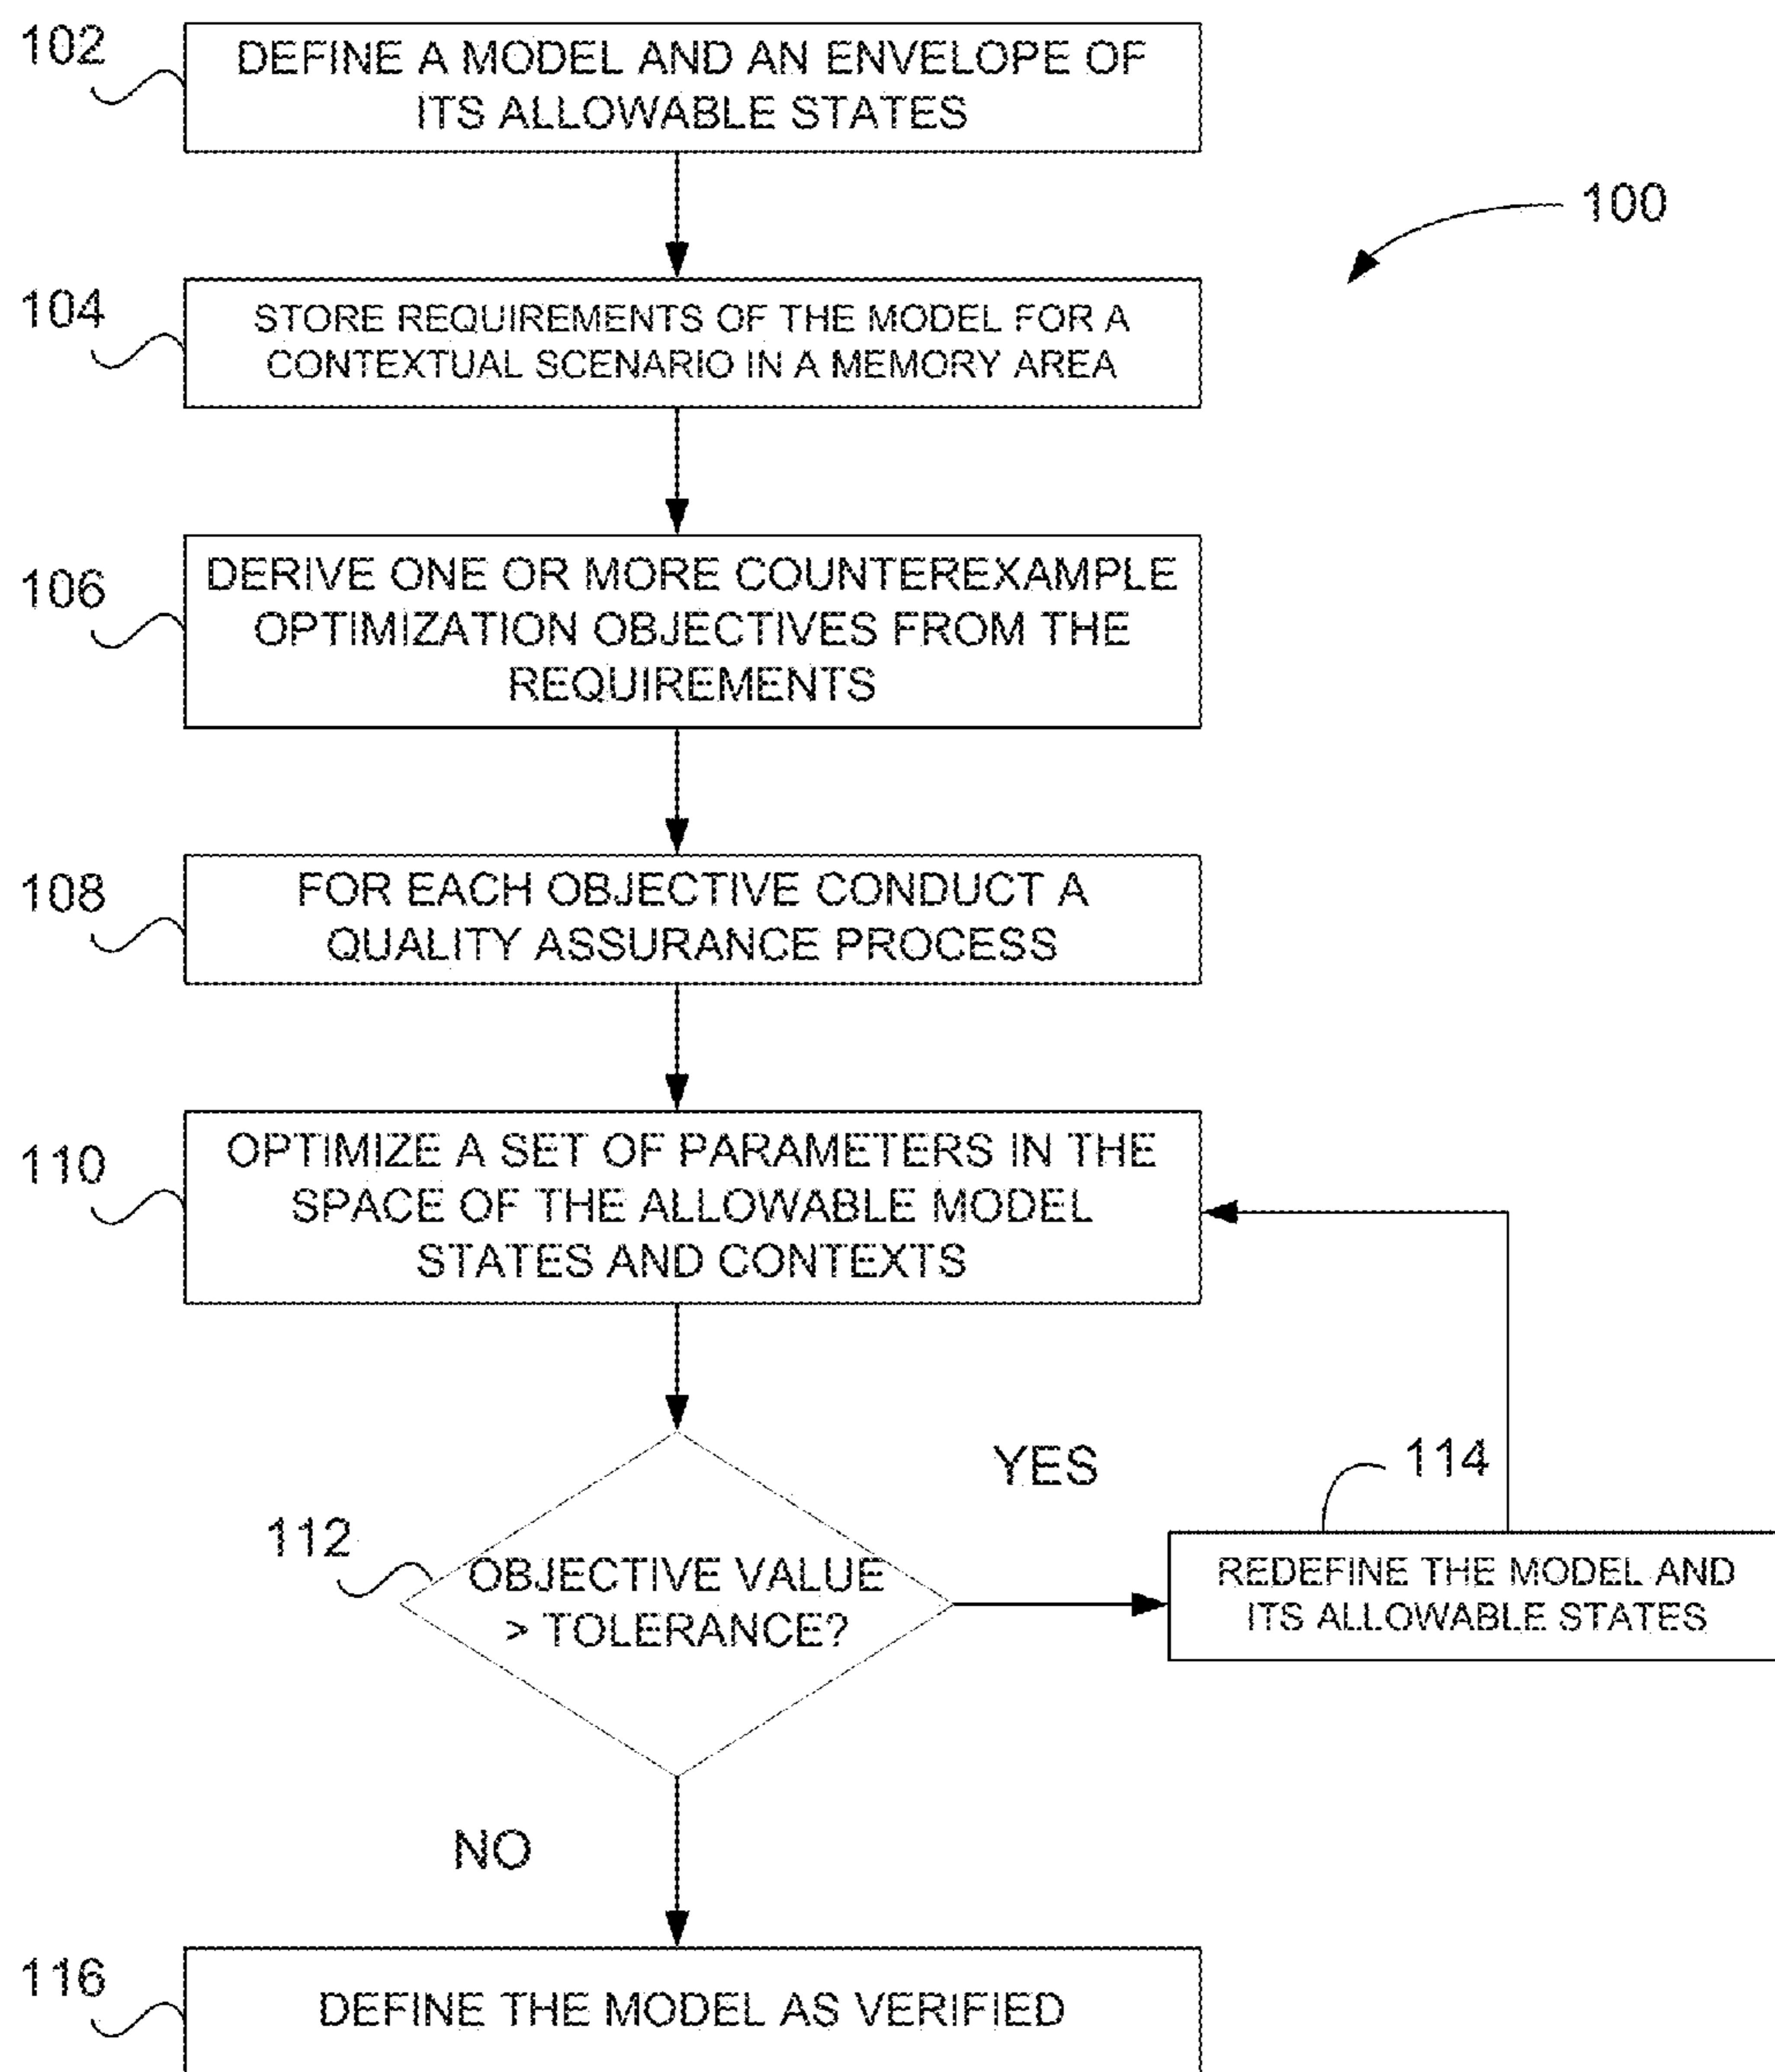 102
DEFINE A MODEL AND AN ENVELOPE OF
ITS ALLOWABLE STATES
100
104
STORE REQUIREMENTS OF THE MODEL FOR A
CONTEXTUAL SCENARIO IN A MEMORY AREA
106
DERIVE ONE OR MORE COUNTEREXAMPLE
OPTIMIZATION OBJECTIVES FROM THE
REQUIREMENTS
108
FOR EACH OBJECTIVE CONDUCT A
QUALITY ASSURANCE PROCESS
110
OPTIMIZE A SET OF PARAMETERS IN THE
SPACE OF THE ALLOWABLE MODEL
STATES AND CONTEXTS
YES
114
112
OBJECTIVE VALUE
> TOLERANCE?
REDEFINE THE MODEL AND
ITS ALLOWABLE STATES
NO
116
DEFINE THE MODEL AS VERIFIED